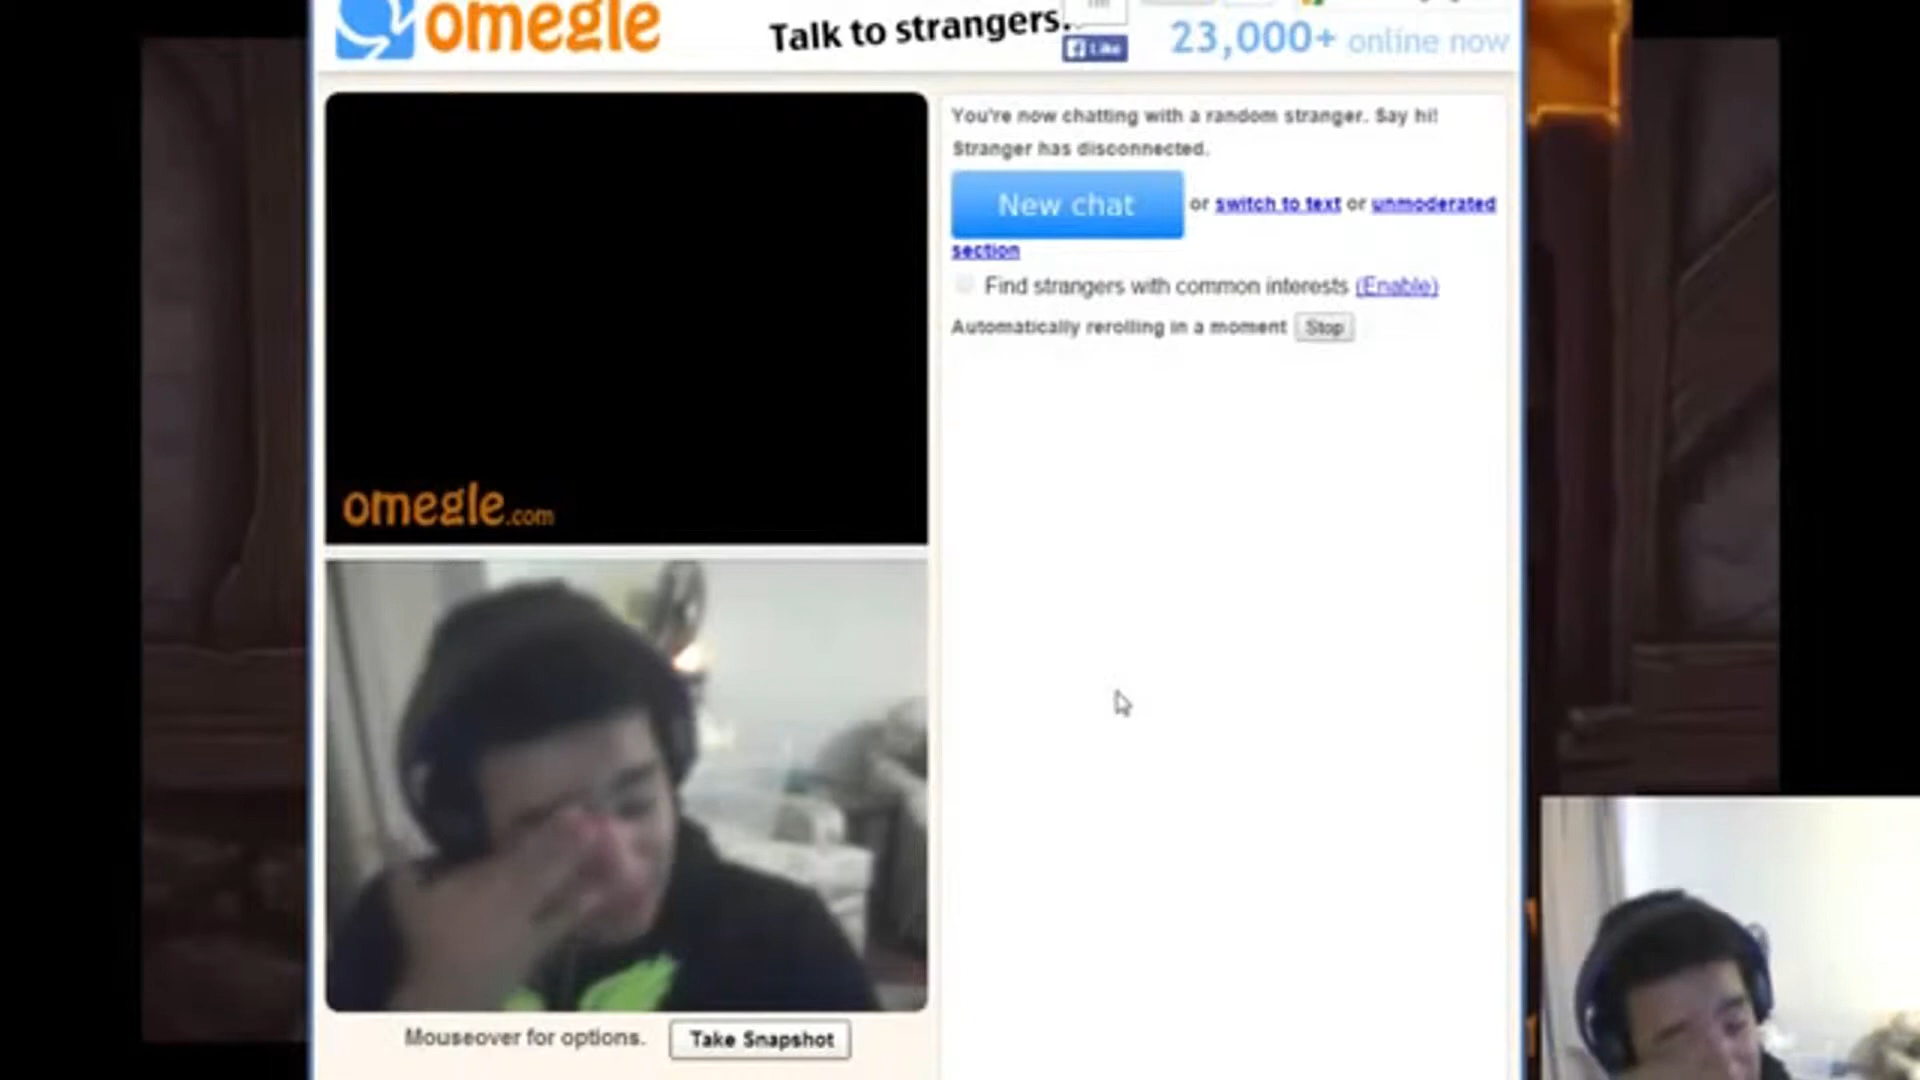 omegle
Talk to strangers.
Like
23,000+ online now
You're now chatting with a random stranger. Say hi!
Stranger has disconnected.
New chat or switch to text or unmoderated
section
Find strangers with common interests (Enable)
Automatically rerolling in a moment Stop
omegle.com
Mouseover for options. Take Snapshot